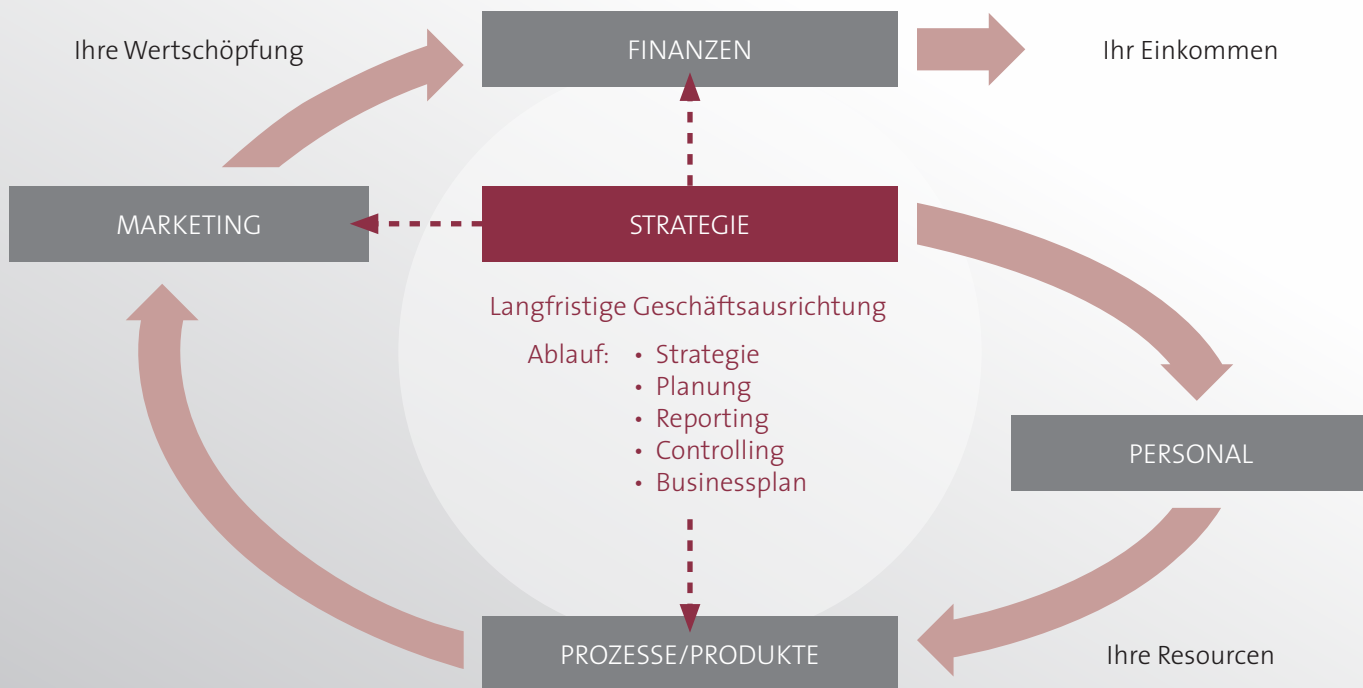 Ihre Wertschöpfung
FINANZEN
Ihr Einkommen
MARKETING
STRATEGIE
Langfristige Geschäftsausrichtung
Ablauf: • Strategie
• Planung
• Reporting
• Controlling
• Businessplan
PERSONAL
PROZESSE/PRODUKTE
Ihre Resourcen